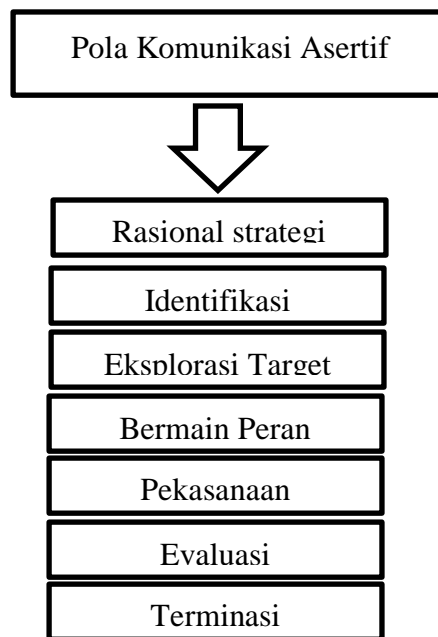 Pola Komunikasi Asertif
Rasional strategi
Identifikasi
Eksplorasi Target
Bermain Peran
Pekasanaan
Evaluasi
Terminasi